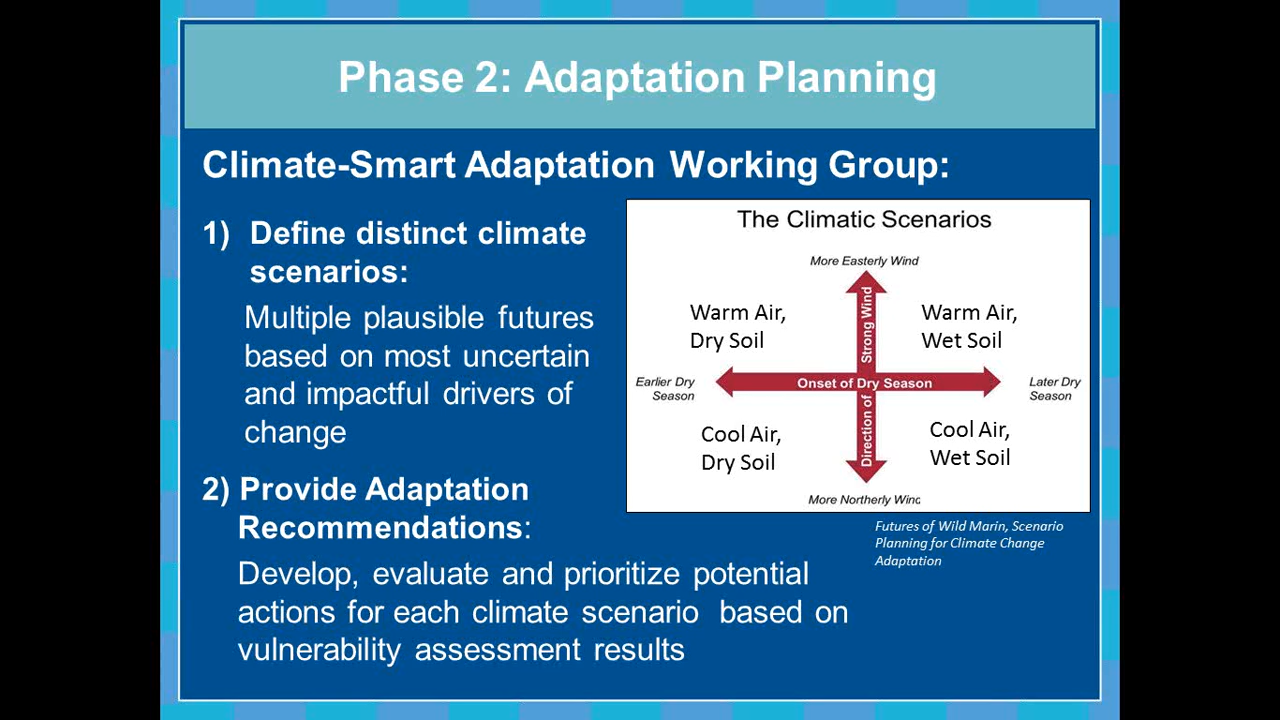 Phase 2: Adaptation Planning
Climate-Smart Adaptation Working Group:
1) Define distinct climate
scenarios:
Multiple plausible futures
based on most uncertain
and impactful drivers of
change
2) Provide Adaptation
Recommendations:
Develop, evaluate and prioritize potential
actions for each climate scenario based on
vulnerability assessment results
The Climatic Scenarios
More Easterly Wind
Warm Air,
Dry Soil
Warm Air,
Wet Soil
Earlier Dry
Season
Onset of Dry Season
Later Dry
Season
Direction of Strong Wind
Cool Air,
Dry Soil
Cool Air,
Wet Soil
More Northerly Wind
Futures of Wild Marin, Scenario
Planning for Climate Change
Adaptation